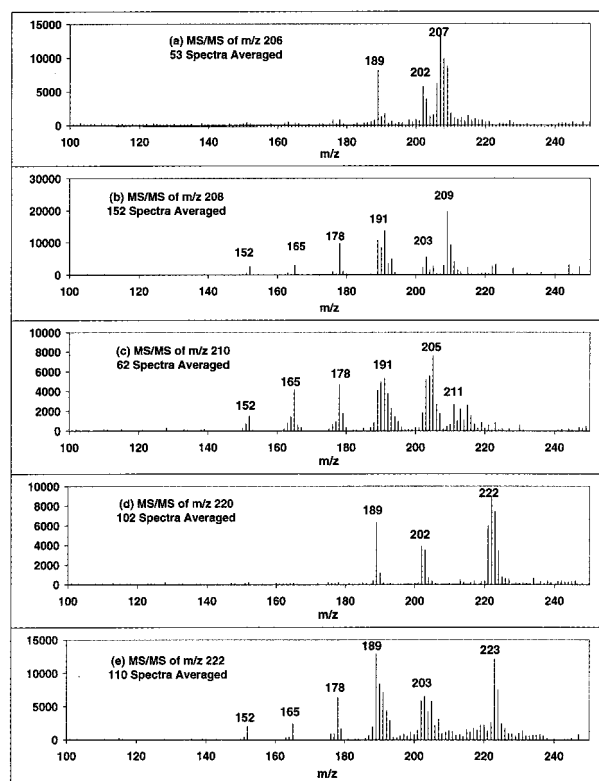 (a) MS/MS of m/z 206
53 Spectra Averaged
15000
10000
5000
0
189
202
207
100 120 140 160 180 200 220 240
m/z
(b) MS/MS of m/z 208
152 Spectra Averaged
30000
20000
10000
0
152
165
178
191
203
209
100 120 140 160 180 200 220 240
m/z
(c) MS/MS of m/z 210
62 Spectra Averaged
10000
8000
6000
4000
2000
0
152
165
178
191
205
211
100 120 140 160 180 200 220 240
m/z
(d) MS/MS of m/z 220
102 Spectra Averaged
10000
8000
6000
4000
2000
0
189
202
222
100 120 140 160 180 200 220 240
m/z
(e) MS/MS of m/z 222
110 Spectra Averaged
15000
10000
5000
0
152
165
178
189
203
223
100 120 140 160 180 200 220 240
m/z